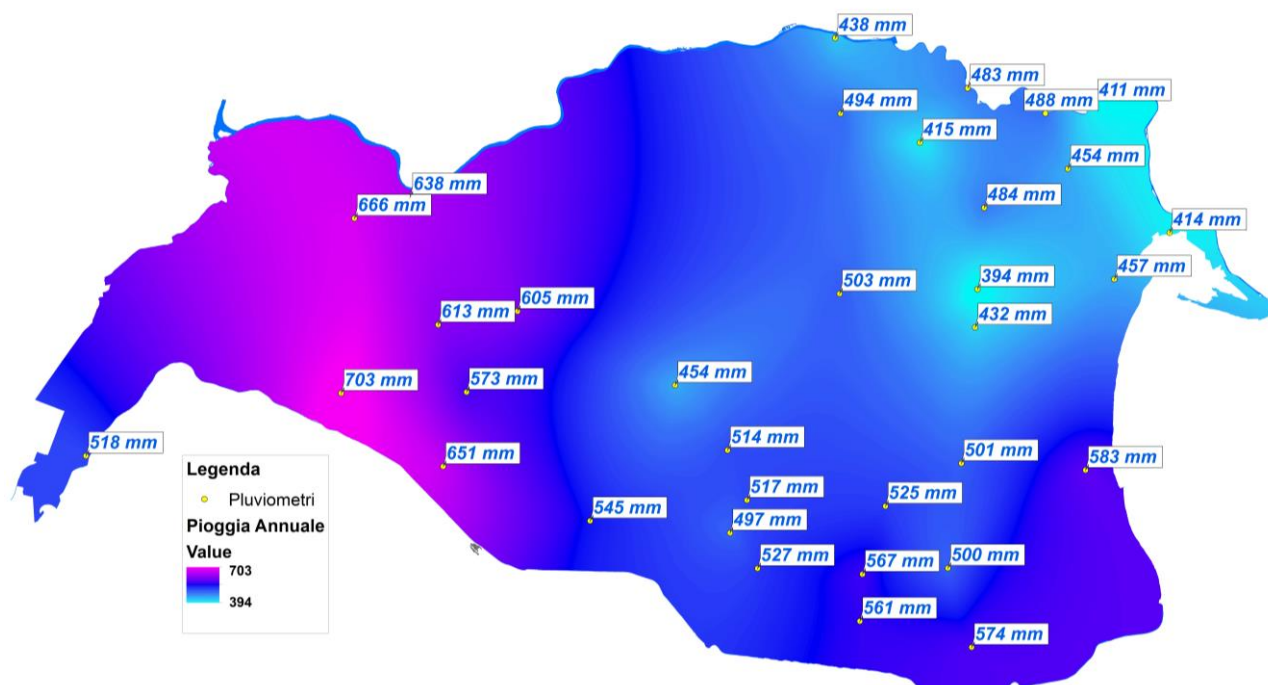 438 mm
483 mm
494 mm
488 mm
411 mm
415 mm
454 mm
638 mm
666 mm
484 mm
414 mm
457 mm
503 mm
394 mm
605 mm
613 mm
432 mm
703 mm
573 mm
454 mm
518 mm
514 mm
501 mm
583 mm
651 mm
517 mm
525 mm
545 mm
497 mm
527 mm
567 mm
500 mm
561 mm
574 mm
Legenda
Pluviometri
Pioggia Annuale
Value
703
394